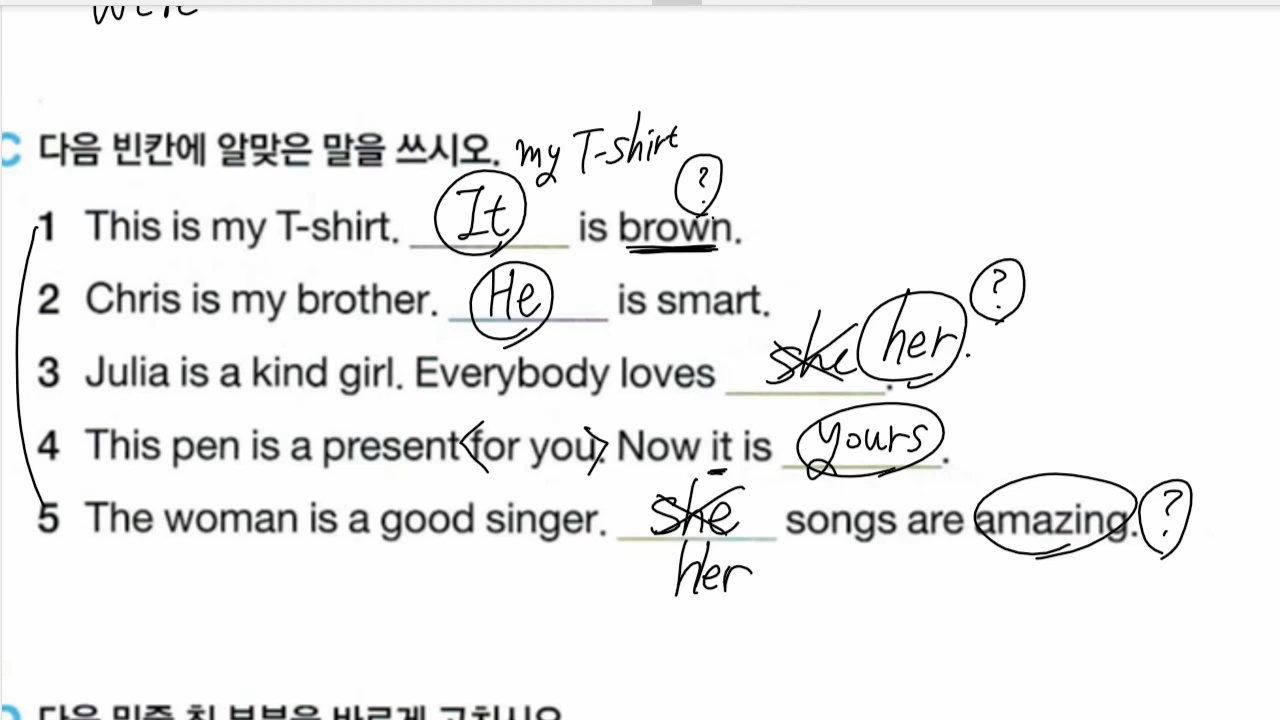 C 다음 빈칸에 알맞은 말을 쓰시오. my T-shirt
?
1 This is my T-shirt. It is brown.
2 Chris is my brother. He is smart. ?
3 Julia is a kind girl. Everybody loves she her.
4 This pen is a present <for you.> Now it is yours.
5 The woman is a good singer. she songs are amazing. ?
her